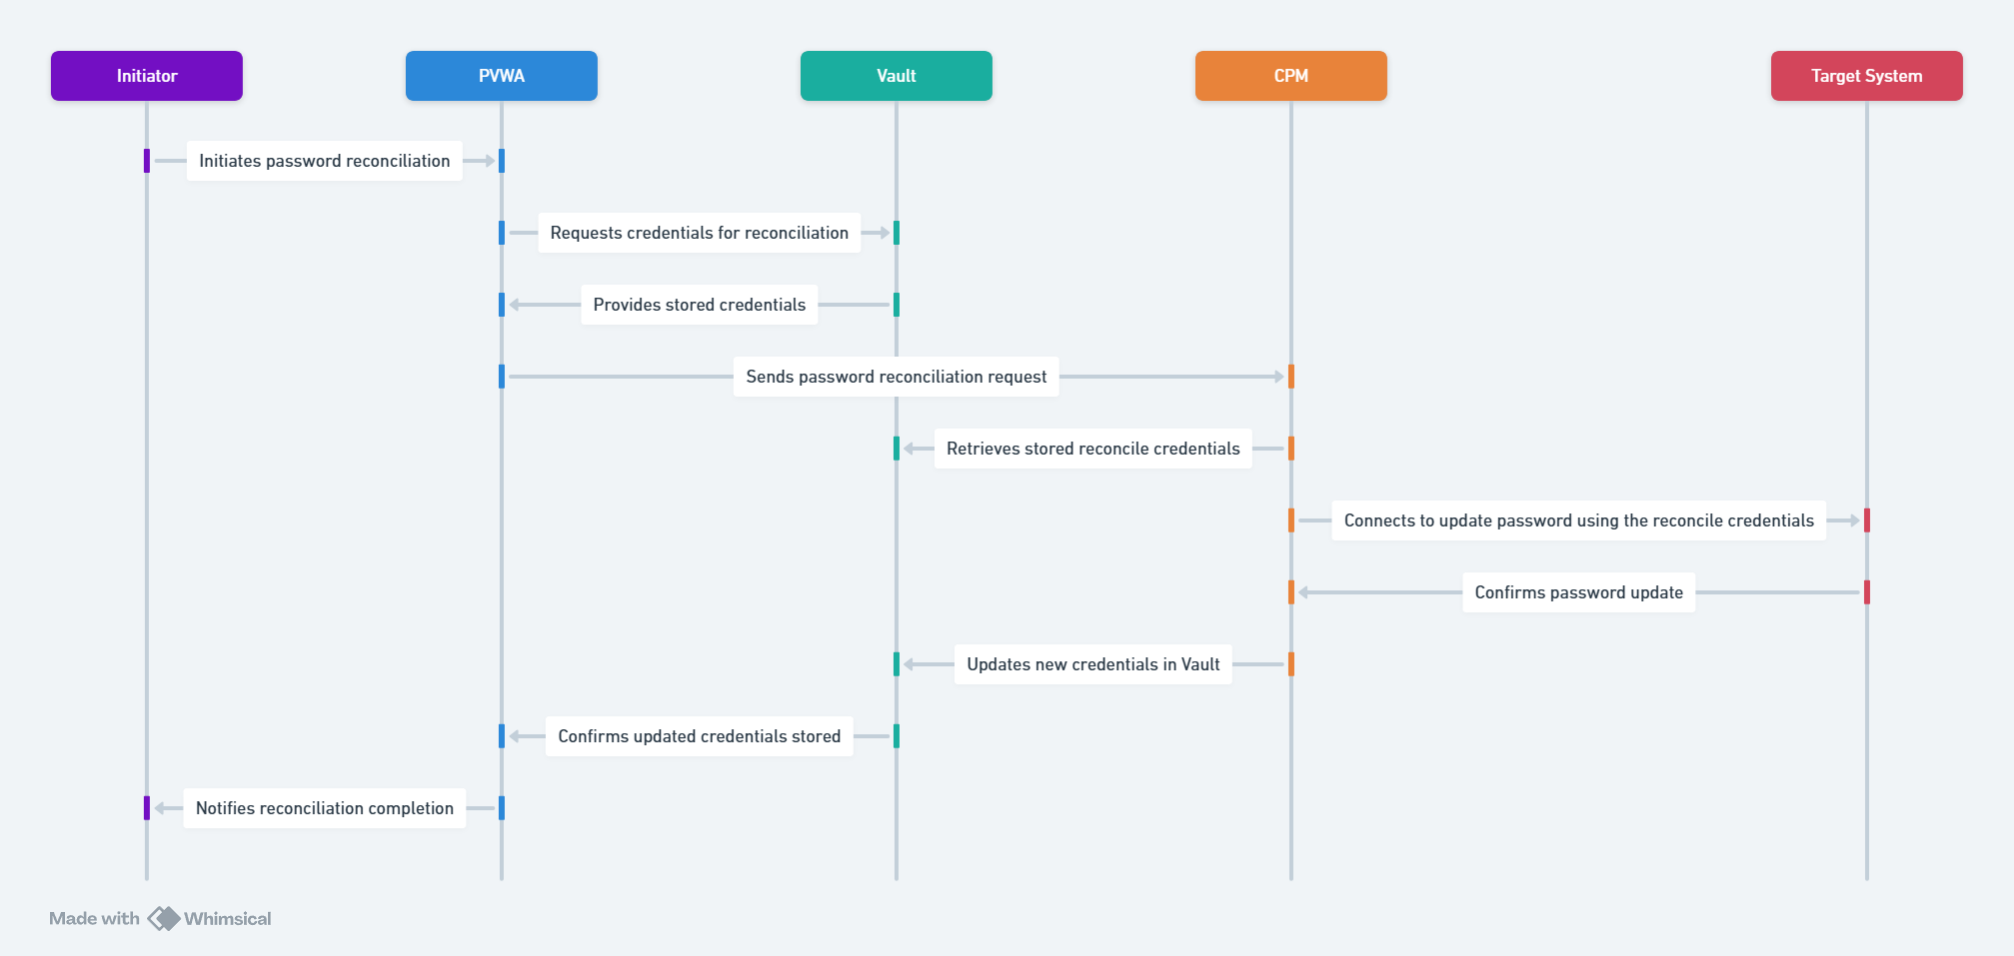 Initiator
PVWA
Vault
CPM
Target System
Initiates password reconciliation
Requests credentials for reconciliation
Provides stored credentials
Sends password reconciliation request
Retrieves stored reconcile credentials
Connects to update password using the reconcile credentials
Confirms password update
Updates new credentials in Vault
Confirms updated credentials stored
Notifies reconciliation completion
Made with Whimsical